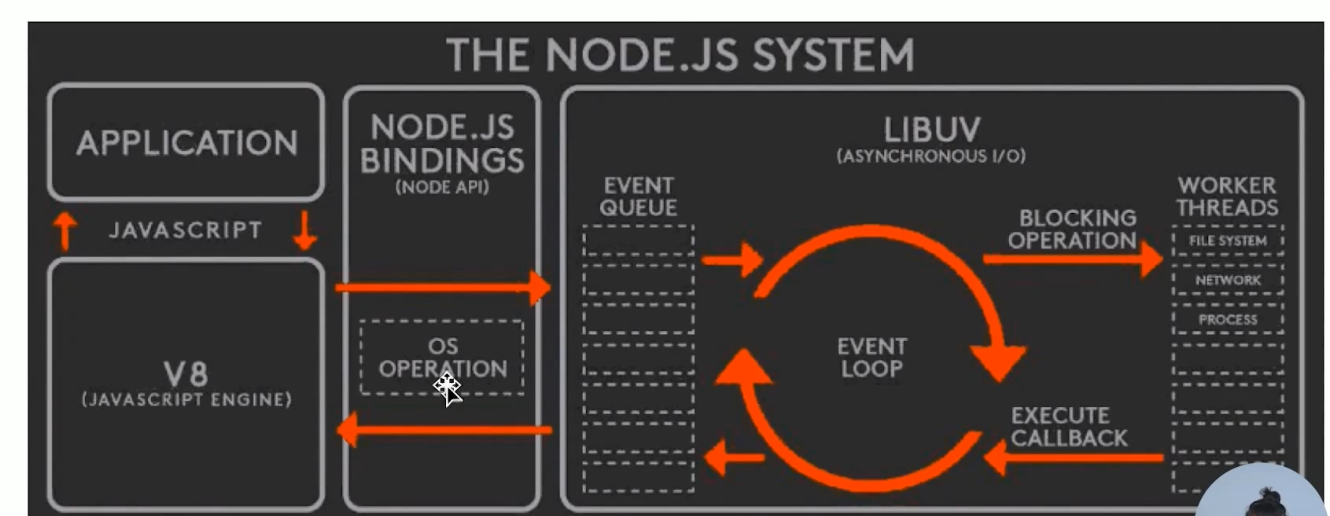 THE NODE.JS SYSTEM
APPLICATION
JAVASCRIPT
V8
(JAVASCRIPT ENGINE)
NODE.JS
BINDINGS
(NODE API)
OS
OPERATION
LIBUV
(ASYNCHRONOUS I/O)
EVENT
QUEUE
EVENT
LOOP
BLOCKING
OPERATION
EXECUTE
CALLBACK
WORKER
THREADS
FILE SYSTEM
NETWORK
PROCESS